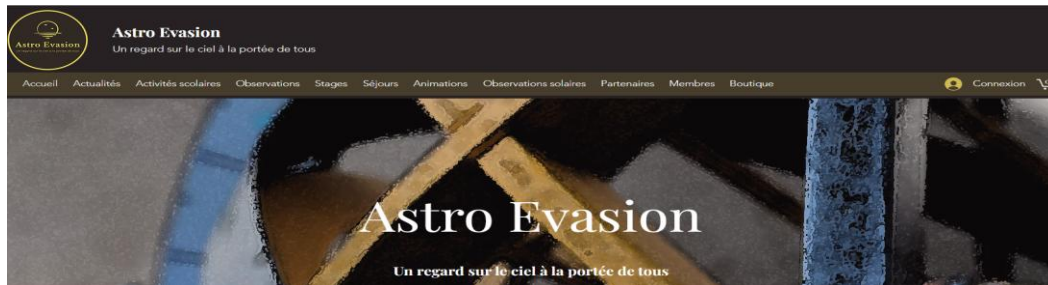 Astro Evasion
Astro Evasion
Un regard sur le ciel à la portée de tous
Accueil Actualités Activités scolaires Observations Stages Séjours Animations Observations solaires Partenaires Membres Boutique Connexion
Astro Evasion
Un regard sur le ciel à la portée de tous